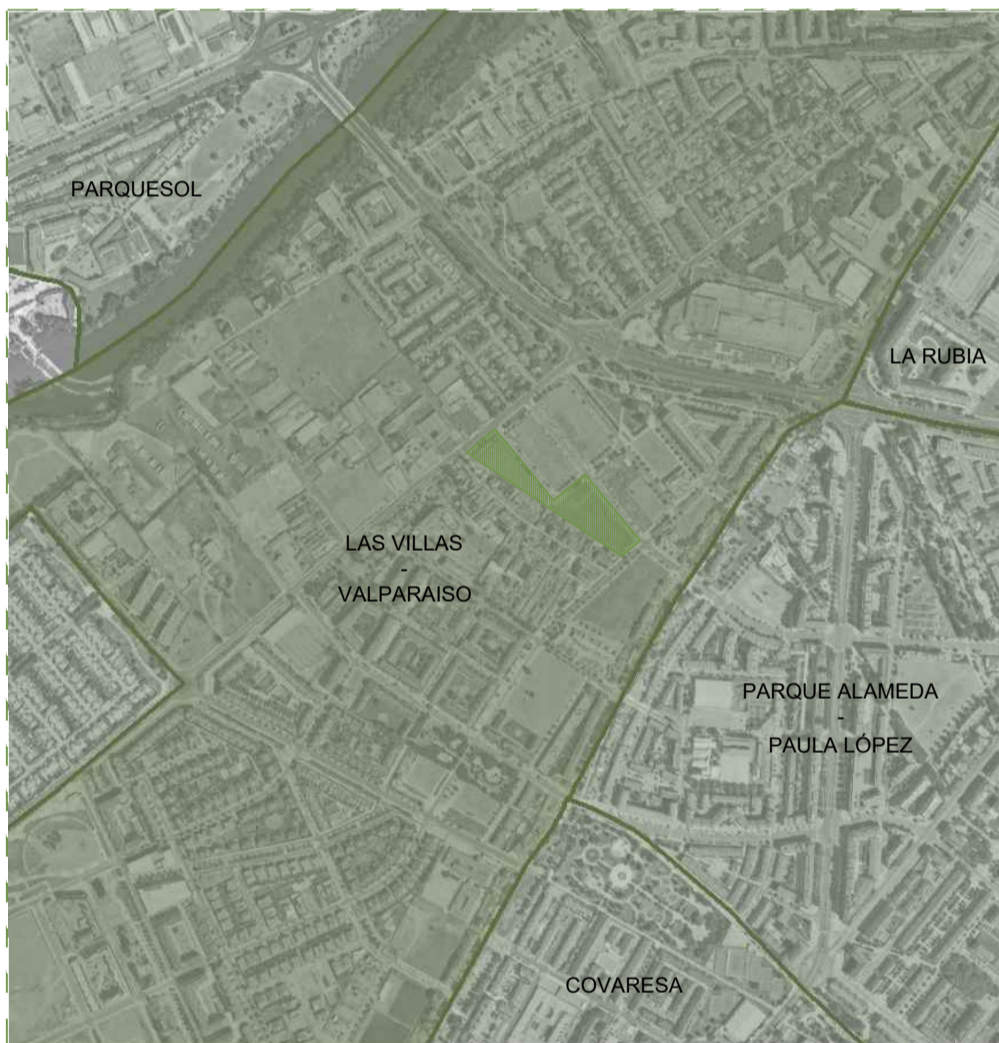 PARQUESOL
LA RUBIA
LAS VILLAS
-
VALPARAISO
PARQUE ALAMEDA
-
PAULA LÓPEZ
COVARESA